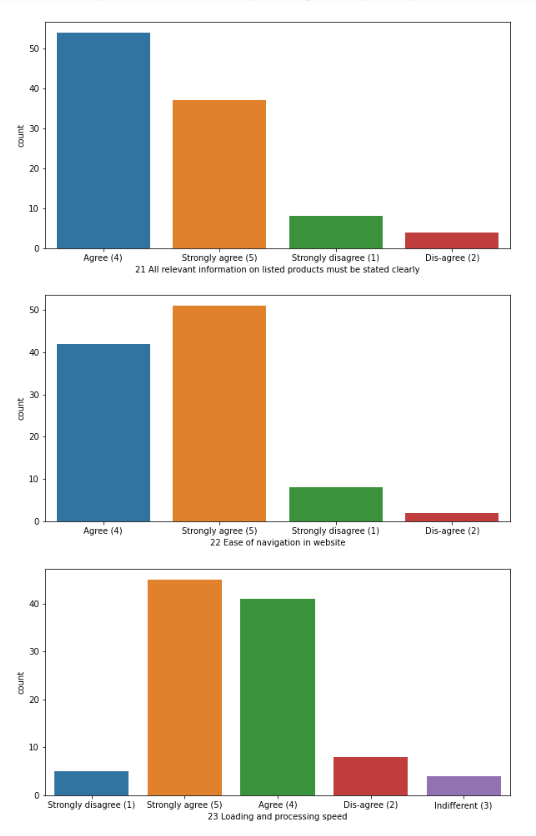 50
40
30
20
10
0
count
Agree (4) Strongly agree (5) Strongly disagree (1) Dis-agree (2)
21 All relevant information on listed products must be stated clearly
50
40
30
20
10
0
count
Agree (4) Strongly agree (5) Strongly disagree (1) Dis-agree (2)
22 Ease of navigation in website
40
30
20
10
0
count
Strongly disagree (1) Strongly agree (5) Agree (4) Dis-agree (2) Indifferent (3)
23 Loading and processing speed